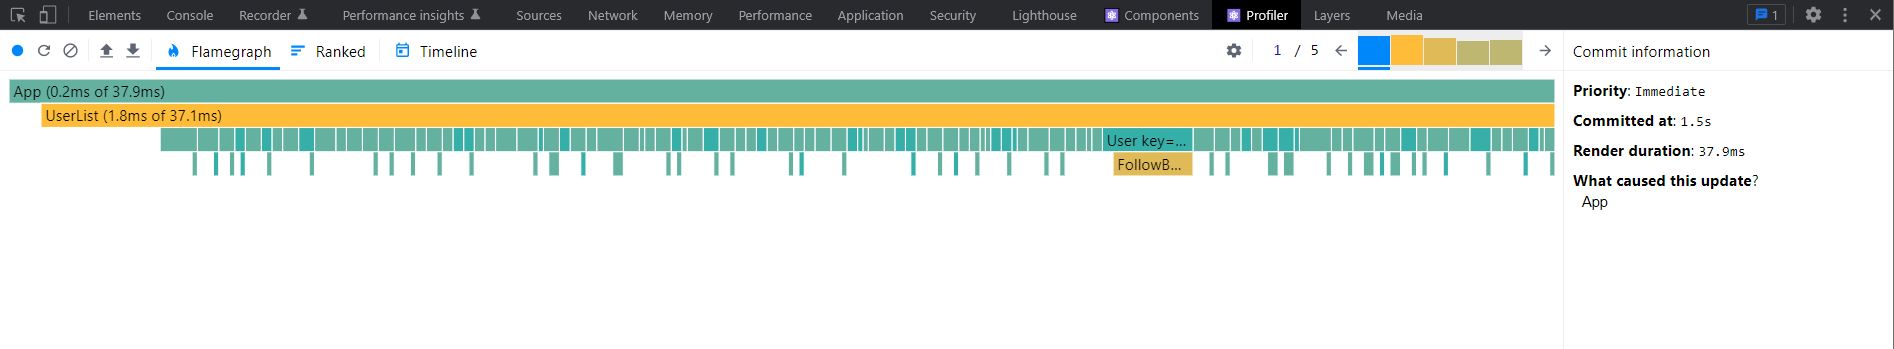 Elements Console Recorder Performance insights Sources Network Memory Performance Application Security Lighthouse Components Profiler Layers Media 1
Flamegraph Ranked Timeline 1 / 5 Commit information
App (0.2ms of 37.9ms)
UserList (1.8ms of 37.1ms)
User key=...
FollowB...
Priority: Immediate
Committed at: 1.5s
Render duration: 37.9ms
What caused this update?
App